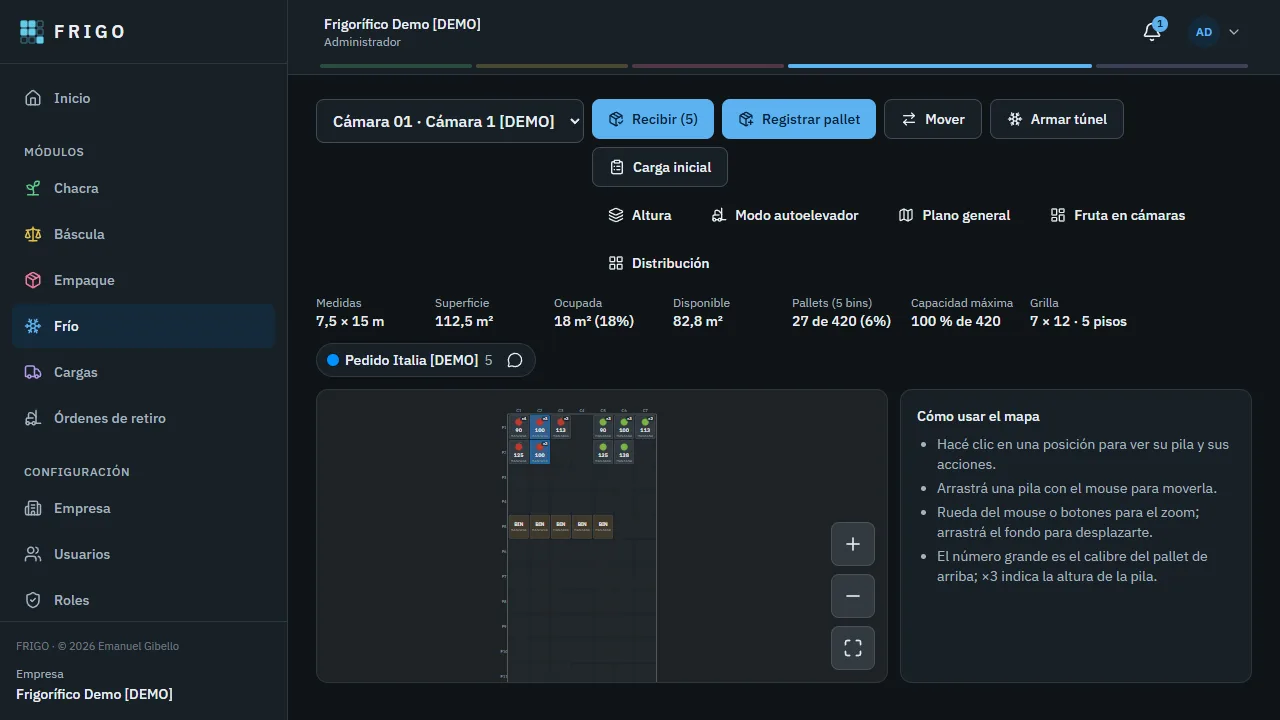 FRIGO
Frigorífico Demo [DEMO]
Administrador
1
AD
Inicio
MÓDULOS
Chacra
Báscula
Empaque
Frío
Cargas
Órdenes de retiro
CONFIGURACIÓN
Empresa
Usuarios
Roles
FRIGO · © 2026 Emanuel Gibello
Empresa
Frigorífico Demo [DEMO]
Cámara 01 · Cámara 1 [DEMO]
Recibir (5)
Registrar pallet
Mover
Armar túnel
Carga inicial
Altura
Modo autoelevador
Plano general
Fruta en cámaras
Distribución
Medidas
7,5 × 15 m
Superficie
112,5 m²
Ocupada
18 m² (18%)
Disponible
82,8 m²
Pallets (5 bins)
27 de 420 (6%)
Capacidad máxima
100 % de 420
Grilla
7 × 12 · 5 pisos
Pedido Italia [DEMO] 5
90 100 113 90 100 113
125 100 125 138
BIN BIN BIN BIN BIN
Cómo usar el mapa
Hacé clic en una posición para ver su pila y sus
acciones.
Arrastrá una pila con el mouse para moverla.
Rueda del mouse o botones para el zoom;
arrastrá el fondo para desplazarte.
El número grande es el calibre del pallet de
arriba; ×3 indica la altura de la pila.